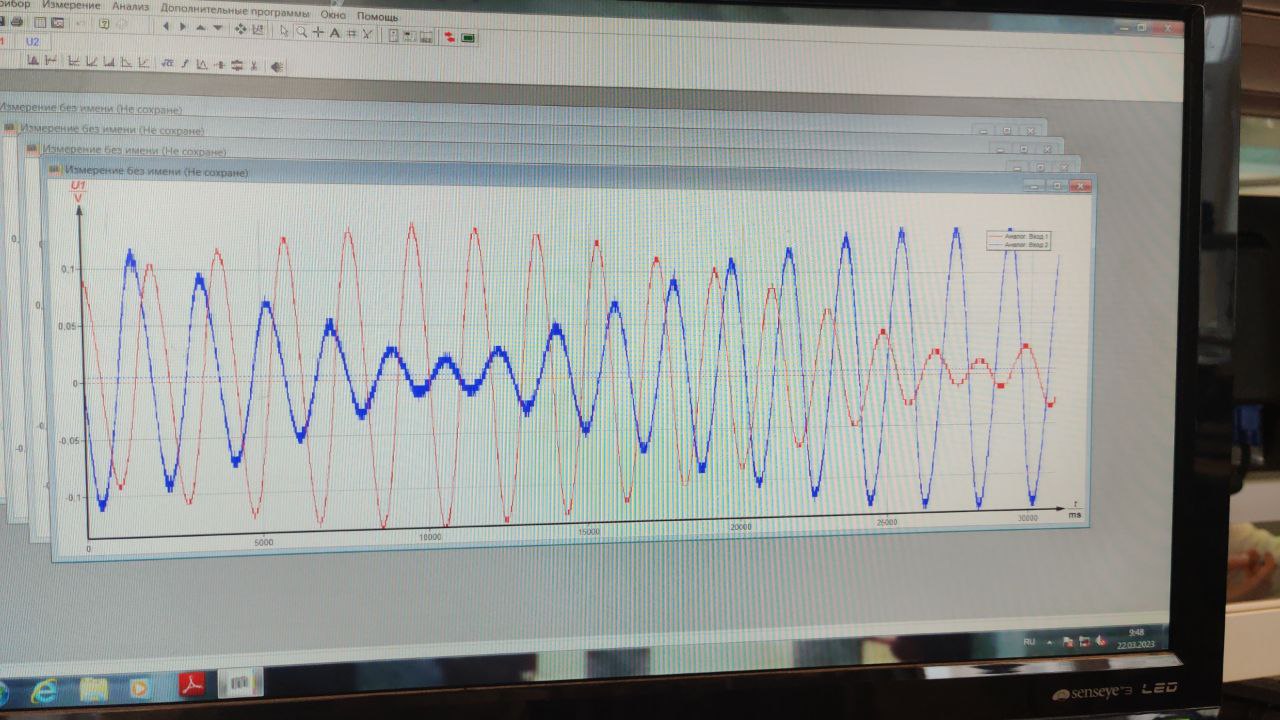 Измерение Анализ Дополнительные программы Окно Помощь
U2
Измерение без имени (Не сохране)
Измерение без имени (Не сохране)
Измерение без имени (Не сохране)
Измерение без имени (Не сохране)
U1
V
Аналог. Вход 1
Аналог. Вход 2
0.1
0.05
0
-0.05
-0.1
0
5000
10000
15000
20000
25000
30000
t
ms
RU
9:48
22.03.2023
senseye 3 LED